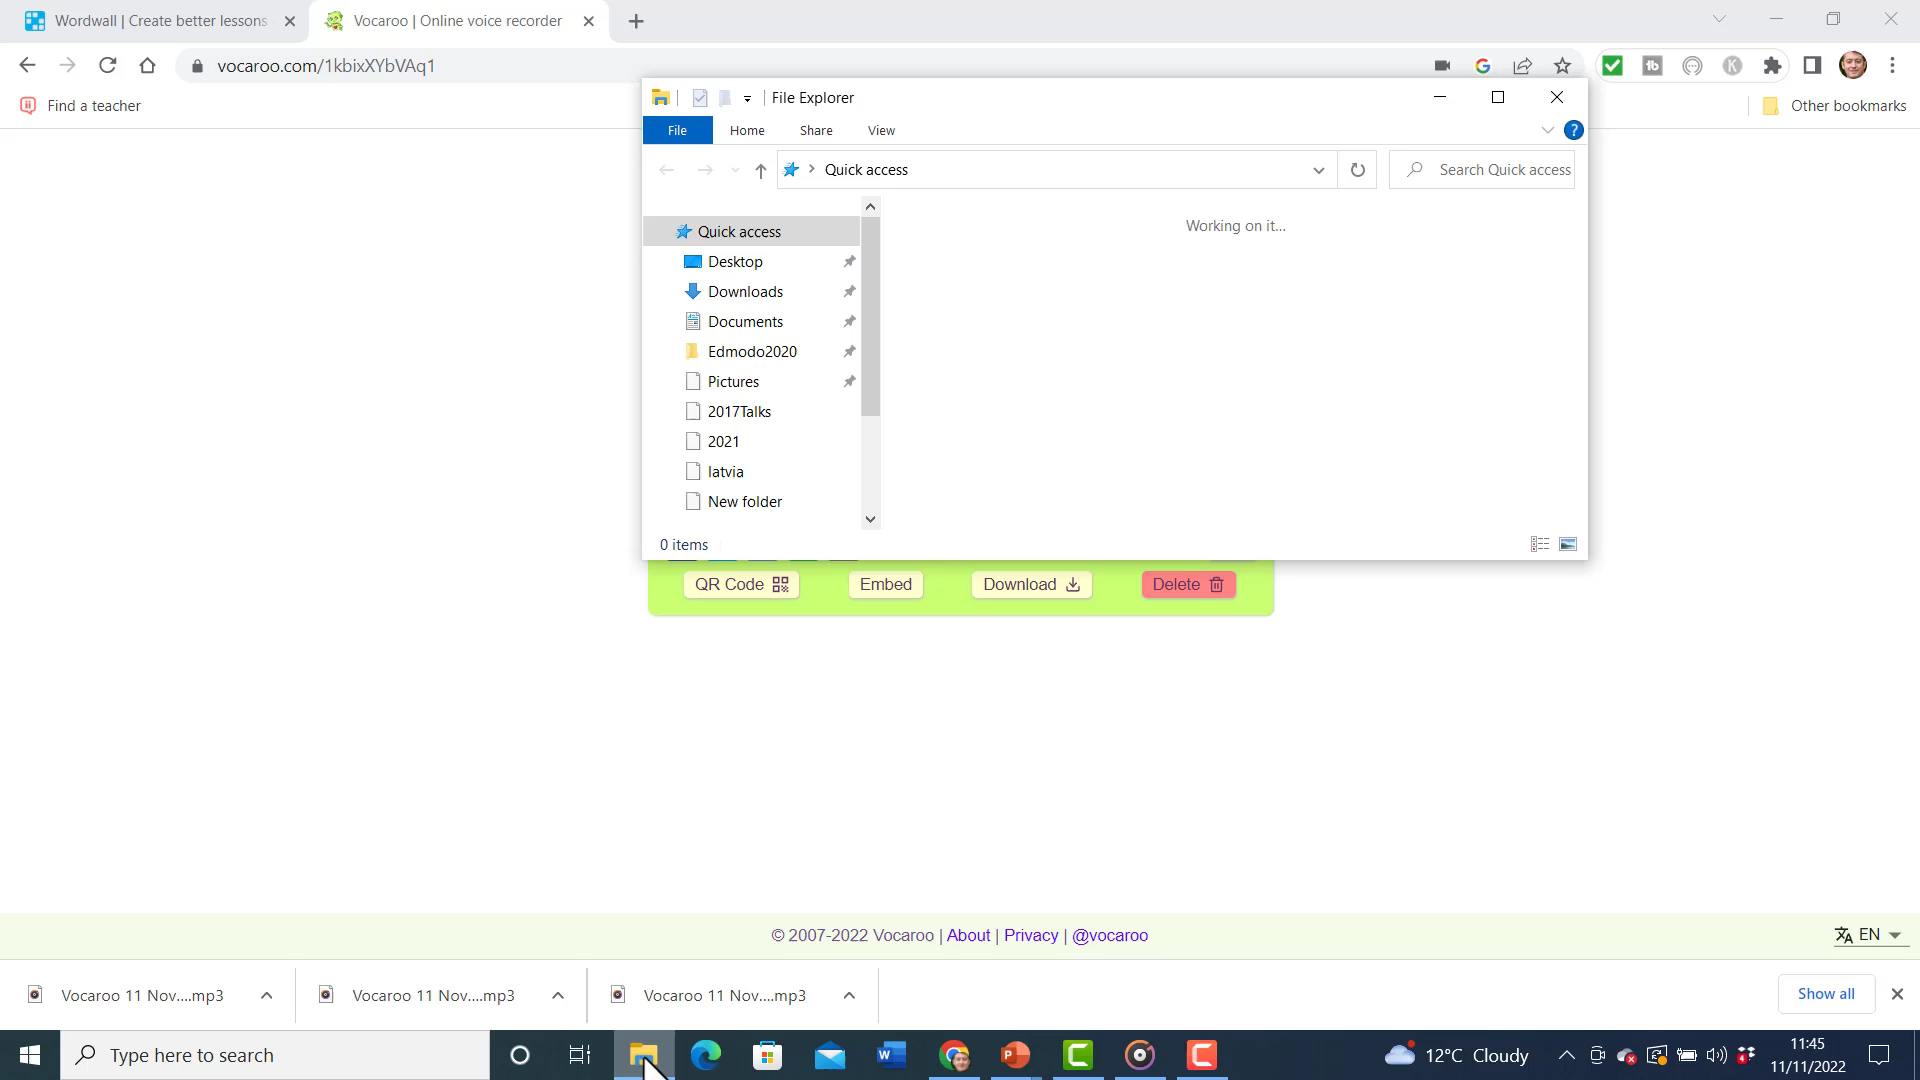 Wordwall | Create better lessons
Vocaroo | Online voice recorder
vocaroo.com/1kbixXYbVAq1
Find a teacher
Other bookmarks
File Explorer
File Home Share View
Quick access
Search Quick access
Working on it...
Quick access
Desktop
Downloads
Documents
Edmodo2020
Pictures
2017Talks
2021
latvia
New folder
0 items
QR Code
Embed
Download
Delete
© 2007-2022 Vocaroo | About | Privacy | @vocaroo
EN
Vocaroo 11 Nov....mp3
Vocaroo 11 Nov....mp3
Vocaroo 11 Nov....mp3
Show all
Type here to search
12°C Cloudy
11:45
11/11/2022